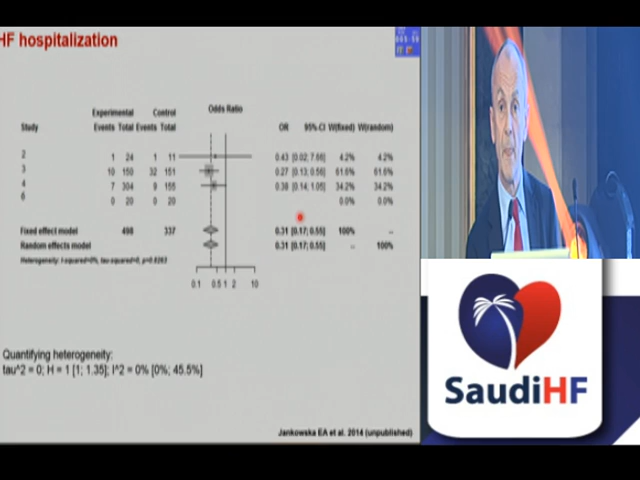 HF hospitalization
Experimental Control Odds Ratio
Study Events Total Events Total OR 95%-CI W(fixed) W(random)
2 1 24 1 11 0.43 [0.02; 7.66] 4.2% 4.2%
3 10 150 32 151 0.27 [0.13; 0.56] 61.6% 61.6%
4 7 304 9 155 0.38 [0.14; 1.05] 34.2% 34.2%
6 0 20 0 20 0.0% 0.0%
Fixed effect model 498 337 0.31 [0.17; 0.55] 100% --
Random effects model 0.31 [0.17; 0.55] -- 100%
Heterogeneity: I-squared=0%, tau-squared=0,
0.1 0.5 1 2 10
Quantifying heterogeneity:
tau^2 = 0; H = 1 [1; 1.35]; I^2 = 0% [0%; 45.5%]
Jankowska EA et al. 2014 (unpublished)
SaudiHF